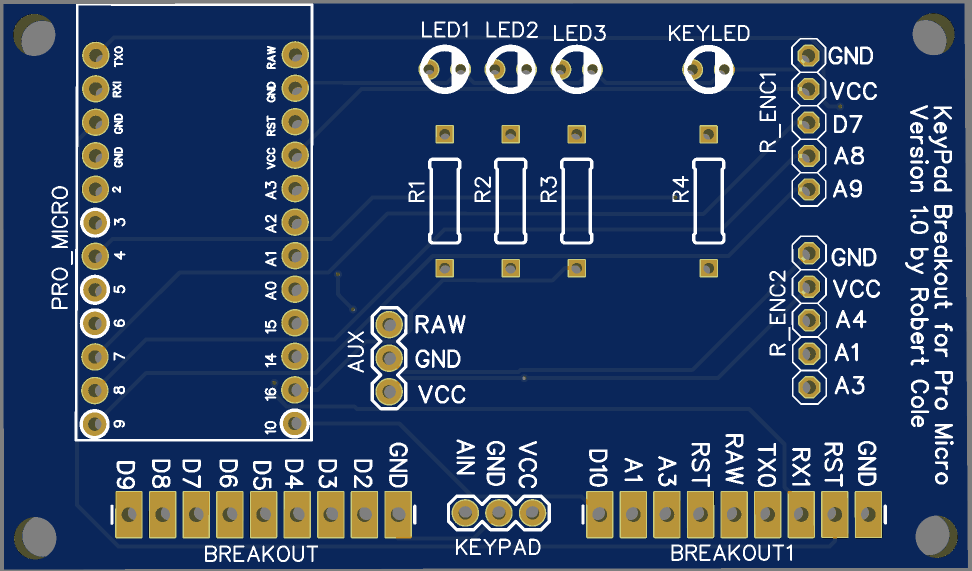 LED1 LED2 LED3 KEYLED
TXO RAW
RXI GND
GND RST
GND VCC
2 A3
3 A2
4 A1
5 A0
6 15
7 14
8 16
9 10
PRO_MICRO
R1 R2 R3 R4
R_ENC1
GND
VCC
D7
A8
A9
R_ENC2
GND
VCC
A4
A1
A3
KeyPad Breakout for Pro Micro
Version 1.0 by Robert Cole
AUX
RAW
GND
VCC
D9 D8 D7 D6 D5 D4 D3 D2 GND
BREAKOUT
AIN GND VCC
KEYPAD
D10 A1 A3 RST RAW TX0 RX1 RST GND
BREAKOUT1